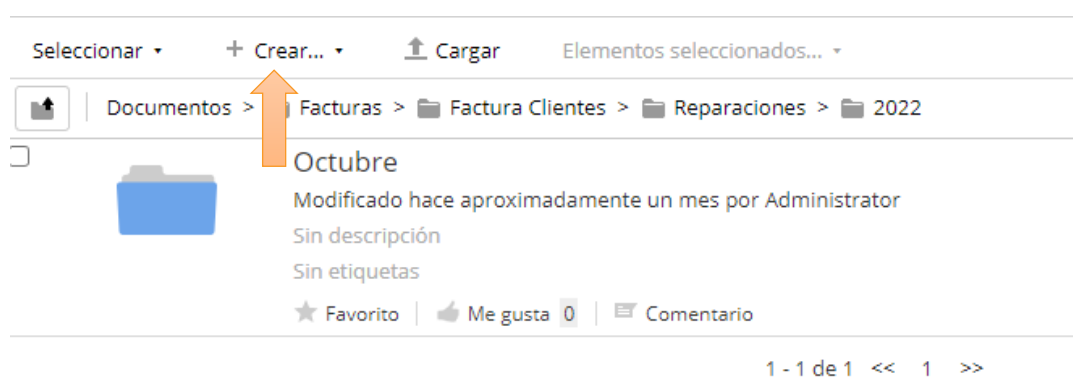 Seleccionar + Crear... Cargar Elementos seleccionados...
Documentos > Facturas > Factura Clientes > Reparaciones > 2022
Octubre
Modificado hace aproximadamente un mes por Administrator
Sin descripción
Sin etiquetas
Favorito Me gusta 0 Comentario
1 - 1 de 1 << 1 >>